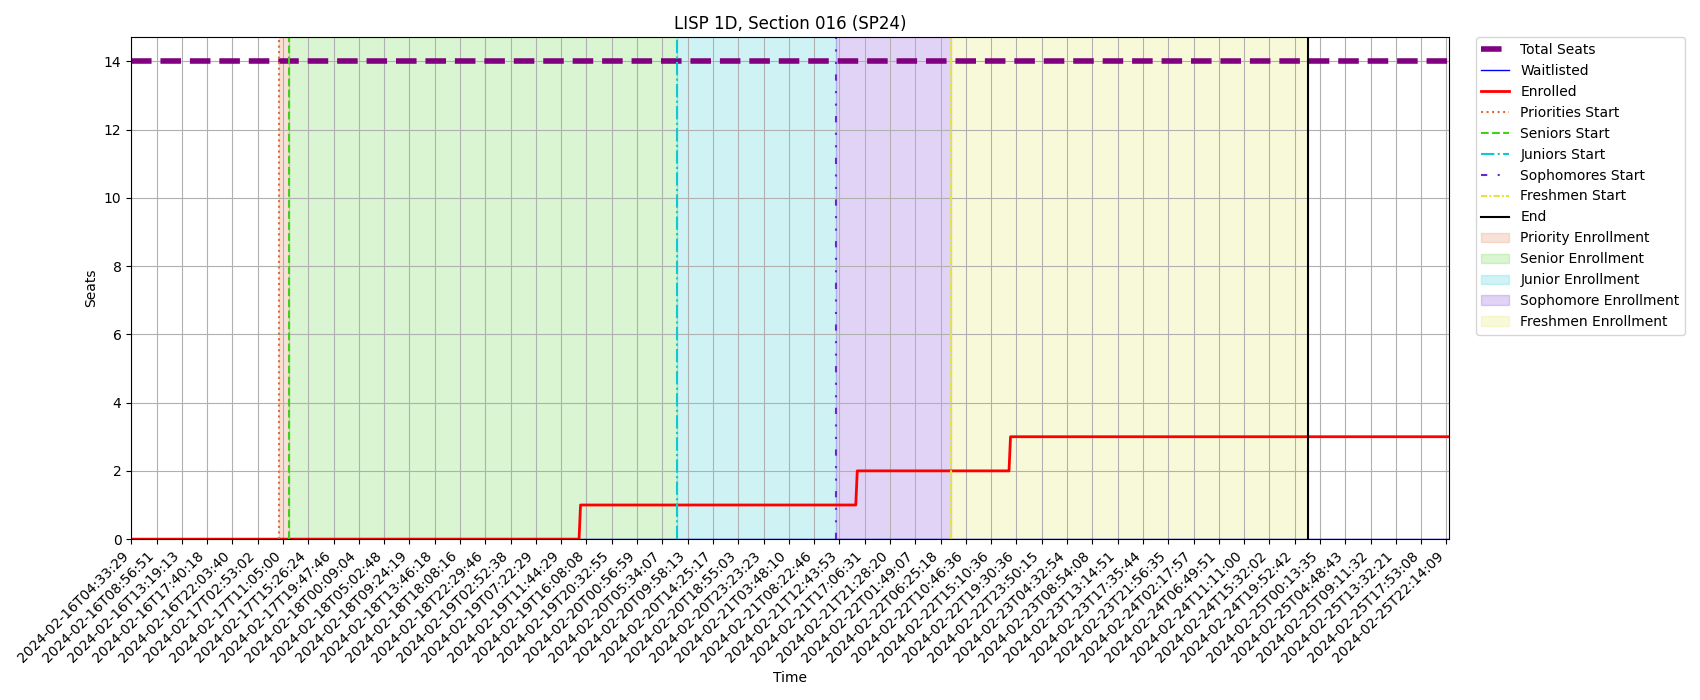 LISP 1D, Section 016 (SP24)
14
12
10
8
6
4
2
0
Seats
2024-02-16T04:33:29
2024-02-16T08:56:51
2024-02-16T13:19:13
2024-02-16T17:40:18
2024-02-16T22:03:40
2024-02-17T02:53:02
2024-02-17T11:05:00
2024-02-17T15:26:24
2024-02-17T19:47:46
2024-02-18T00:09:04
2024-02-18T05:02:48
2024-02-18T09:24:19
2024-02-18T13:46:18
2024-02-18T18:08:16
2024-02-18T22:29:46
2024-02-19T02:52:38
2024-02-19T07:22:29
2024-02-19T11:44:29
2024-02-19T16:08:08
2024-02-19T20:32:55
2024-02-20T00:56:59
2024-02-20T05:34:07
2024-02-20T09:58:13
2024-02-20T14:25:17
2024-02-20T18:55:03
2024-02-20T23:23:23
2024-02-21T03:48:10
2024-02-21T08:22:46
2024-02-21T12:43:53
2024-02-21T17:06:31
2024-02-21T21:28:20
2024-02-22T01:49:07
2024-02-22T06:25:18
2024-02-22T10:46:36
2024-02-22T15:10:36
2024-02-22T19:30:36
2024-02-22T23:50:15
2024-02-23T04:32:54
2024-02-23T08:54:08
2024-02-23T13:14:51
2024-02-23T17:35:44
2024-02-23T21:56:35
2024-02-24T02:17:57
2024-02-24T06:49:51
2024-02-24T11:11:00
2024-02-24T15:32:02
2024-02-24T19:52:42
2024-02-25T00:13:35
2024-02-25T04:48:43
2024-02-25T09:11:32
2024-02-25T13:32:21
2024-02-25T17:53:08
2024-02-25T22:14:09
Time
Total Seats
Waitlisted
Enrolled
Priorities Start
Seniors Start
Juniors Start
Sophomores Start
Freshmen Start
End
Priority Enrollment
Senior Enrollment
Junior Enrollment
Sophomore Enrollment
Freshmen Enrollment